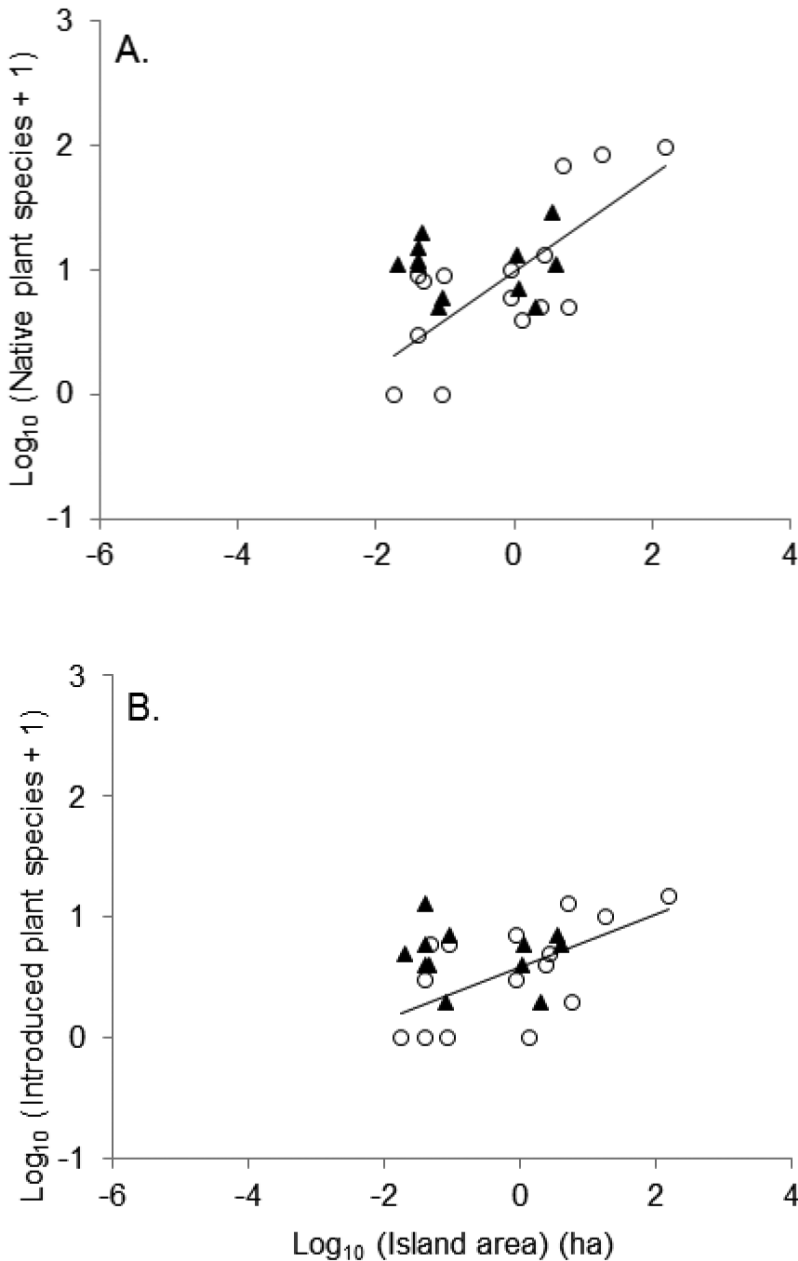 A.
Log₁₀ (Native plant species + 1)
3
2
1
0
-1
-6 -4 -2 0 2 4
B.
Log₁₀ (Introduced plant species + 1)
3
2
1
0
-1
-6 -4 -2 0 2 4
Log₁₀ (Island area) (ha)